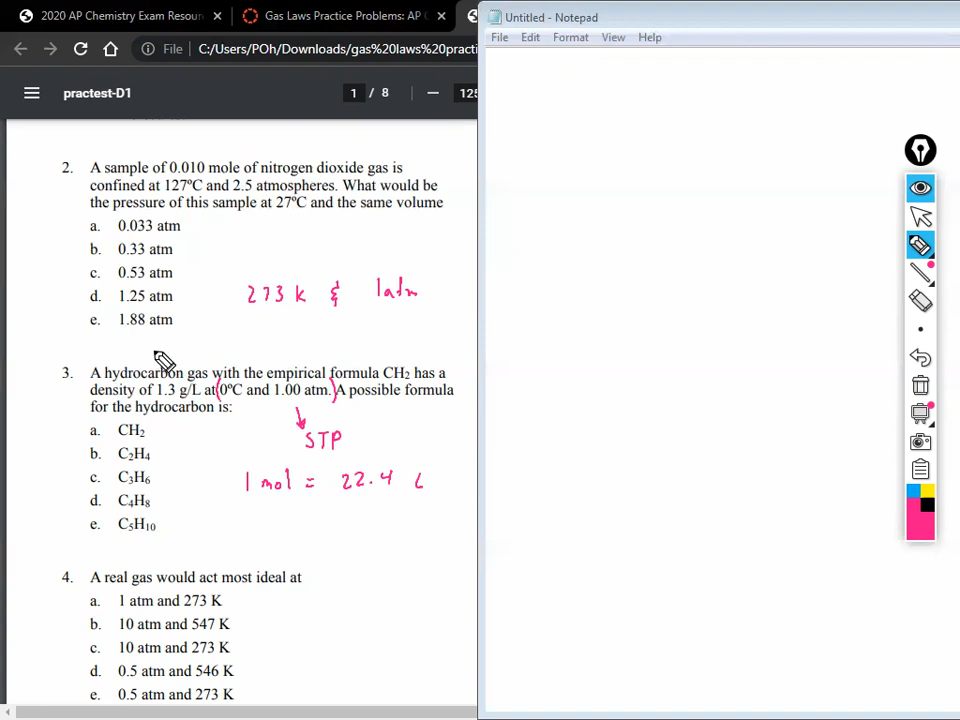 2020 AP Chemistry Exam Resour
Gas Laws Practice Problems: AP C
File C:/Users/POh/Downloads/gas%20laws%20practi
practest-D1
1 / 8
125
2. A sample of 0.010 mole of nitrogen dioxide gas is
confined at 127ºC and 2.5 atmospheres. What would be
the pressure of this sample at 27ºC and the same volume
a. 0.033 atm
b. 0.33 atm
c. 0.53 atm
d. 1.25 atm
273 K & 1 atm
e. 1.88 atm
3. A hydrocarbon gas with the empirical formula CH₂ has a
density of 1.3 g/L at (0ºC and 1.00 atm.) A possible formula
for the hydrocarbon is:
a. CH₂
STP
b. C₂H₄
c. C₃H₆
1 mol = 22.4 L
d. C₄H₈
e. C₅H₁₀
4. A real gas would act most ideal at
a. 1 atm and 273 K
b. 10 atm and 547 K
c. 10 atm and 273 K
d. 0.5 atm and 546 K
e. 0.5 atm and 273 K
Untitled - Notepad
File Edit Format View Help